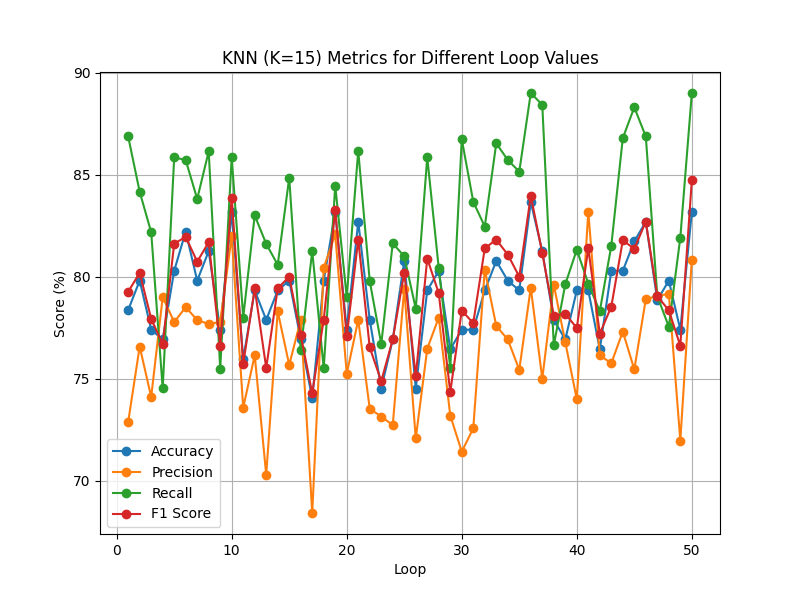 KNN (K=15) Metrics for Different Loop Values
90
85
80
75
70
Score (%)
Accuracy
Precision
Recall
F1 Score
0 10 20 30 40 50
Loop